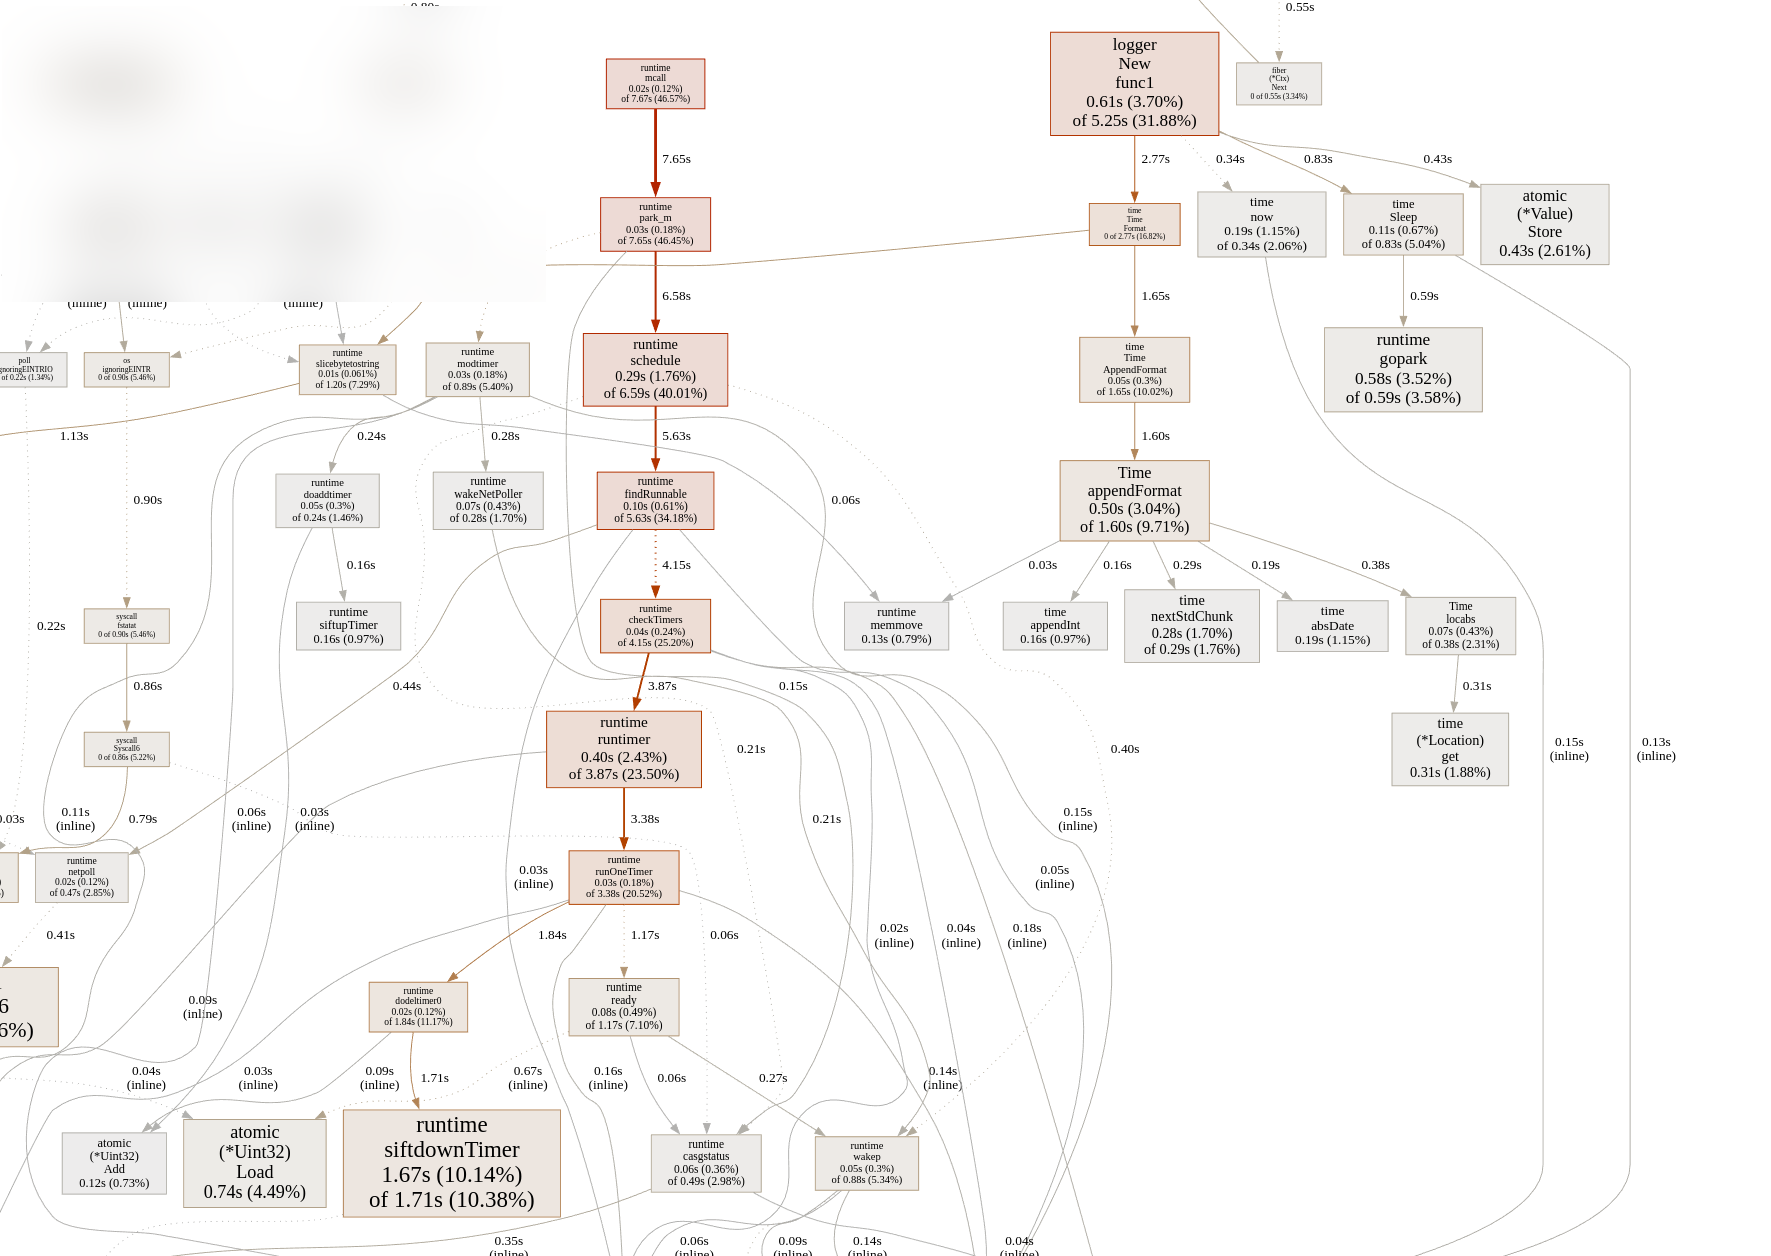 0.80s
0.55s
logger
New
func1
0.61s (3.70%)
of 5.25s (31.88%)
runtime
mcall
0.02s (0.12%)
of 7.67s (46.57%)
fiber
(*Ctx)
Next
0 of 0.55s (3.34%)
7.65s
2.77s
0.34s
0.83s
0.43s
runtime
park_m
0.03s (0.18%)
of 7.65s (46.45%)
time
Time
Format
0 of 2.77s (16.82%)
time
now
0.19s (1.15%)
of 0.34s (2.06%)
time
Sleep
0.11s (0.67%)
of 0.83s (5.04%)
atomic
(*Value)
Store
0.43s (2.61%)
(inline)
(inline)
(inline)
6.58s
1.65s
0.59s
poll
ignoringEINTRIO
of 0.22s (1.34%)
os
ignoringEINTR
0 of 0.90s (5.46%)
runtime
slicebytetostring
0.01s (0.061%)
of 1.20s (7.29%)
runtime
modtimer
0.03s (0.18%)
of 0.89s (5.40%)
runtime
schedule
0.29s (1.76%)
of 6.59s (40.01%)
time
Time
AppendFormat
0.05s (0.3%)
of 1.65s (10.02%)
runtime
gopark
0.58s (3.52%)
of 0.59s (3.58%)
1.13s
0.24s
0.28s
5.63s
1.60s
0.90s
runtime
doaddtimer
0.05s (0.3%)
of 0.24s (1.46%)
runtime
wakeNetPoller
0.07s (0.43%)
of 0.28s (1.70%)
runtime
findRunnable
0.10s (0.61%)
of 5.63s (34.18%)
0.06s
Time
appendFormat
0.50s (3.04%)
of 1.60s (9.71%)
0.16s
4.15s
0.03s
0.16s
0.29s
0.19s
0.38s
0.22s
syscall
fstatat
0 of 0.90s (5.46%)
runtime
siftupTimer
0.16s (0.97%)
runtime
checkTimers
0.04s (0.24%)
of 4.15s (25.20%)
runtime
memmove
0.13s (0.79%)
time
appendInt
0.16s (0.97%)
time
nextStdChunk
0.28s (1.70%)
of 0.29s (1.76%)
time
absDate
0.19s (1.15%)
Time
locabs
0.07s (0.43%)
of 0.38s (2.31%)
0.86s
0.44s
3.87s
0.15s
0.31s
syscall
Syscall6
0 of 0.86s (5.22%)
runtime
runtimer
0.40s (2.43%)
of 3.87s (23.50%)
0.21s
0.40s
time
(*Location)
get
0.31s (1.88%)
0.15s
(inline)
0.13s
(inline)
0.03s
0.11s
(inline)
0.79s
0.06s
(inline)
0.03s
(inline)
3.38s
0.21s
0.15s
(inline)
runtime
netpoll
0.02s (0.12%)
of 0.47s (2.85%)
0.03s
(inline)
runtime
runOneTimer
0.03s (0.18%)
of 3.38s (20.52%)
0.05s
(inline)
0.41s
1.84s
1.17s
0.06s
0.02s
(inline)
0.04s
(inline)
0.18s
(inline)
6
6%)
0.09s
(inline)
runtime
dodeltimer0
0.02s (0.12%)
of 1.84s (11.17%)
runtime
ready
0.08s (0.49%)
of 1.17s (7.10%)
0.04s
(inline)
0.03s
(inline)
0.09s
(inline)
1.71s
0.67s
(inline)
0.16s
(inline)
0.06s
0.27s
0.14s
(inline)
atomic
(*Uint32)
Add
0.12s (0.73%)
atomic
(*Uint32)
Load
0.74s (4.49%)
runtime
siftdownTimer
1.67s (10.14%)
of 1.71s (10.38%)
runtime
casgstatus
0.06s (0.36%)
of 0.49s (2.98%)
runtime
wakep
0.05s (0.3%)
of 0.88s (5.34%)
0.35s
(inline)
0.06s
(inline)
0.09s
(inline)
0.14s
(inline)
0.04s
(inline)